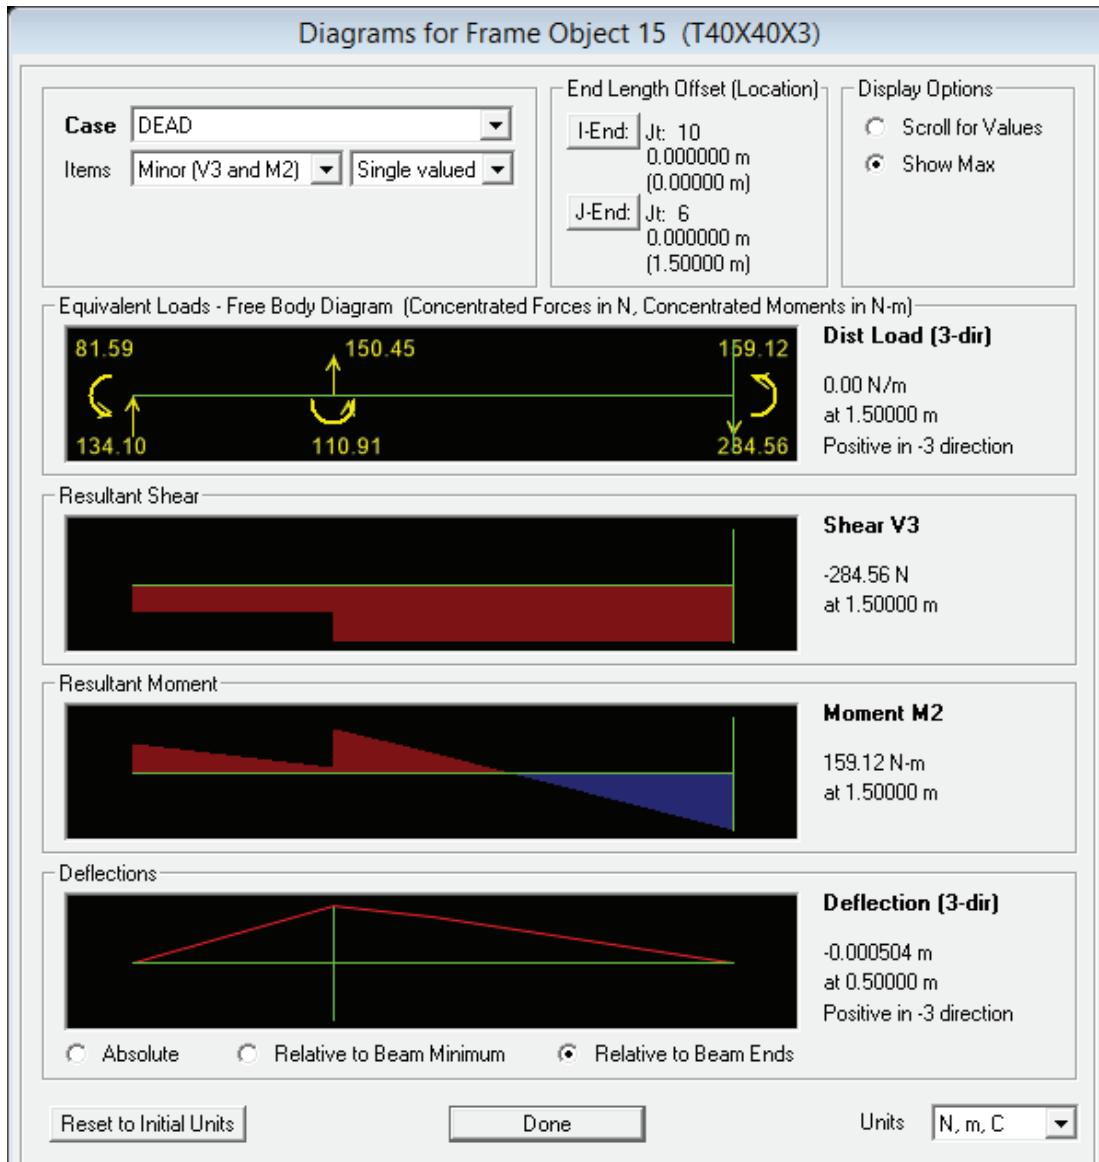 Diagrams for Frame Object 15 (T40X40X3)
Case DEAD
Items Minor (V3 and M2) Single valued
End Length Offset (Location)
I-End: Jt: 10
0.000000 m
(0.00000 m)
J-End: Jt: 6
0.000000 m
(1.50000 m)
Display Options
Scroll for Values
Show Max
Equivalent Loads - Free Body Diagram (Concentrated Forces in N, Concentrated Moments in N-m)
81.59 150.45 159.12
134.10 110.91 284.56
Dist Load (3-dir)
0.00 N/m
at 1.50000 m
Positive in -3 direction
Resultant Shear
Shear V3
-284.56 N
at 1.50000 m
Resultant Moment
Moment M2
159.12 N-m
at 1.50000 m
Deflections
Deflection (3-dir)
-0.000504 m
at 0.50000 m
Positive in -3 direction
Absolute Relative to Beam Minimum Relative to Beam Ends
Reset to Initial Units Done Units N, m, C